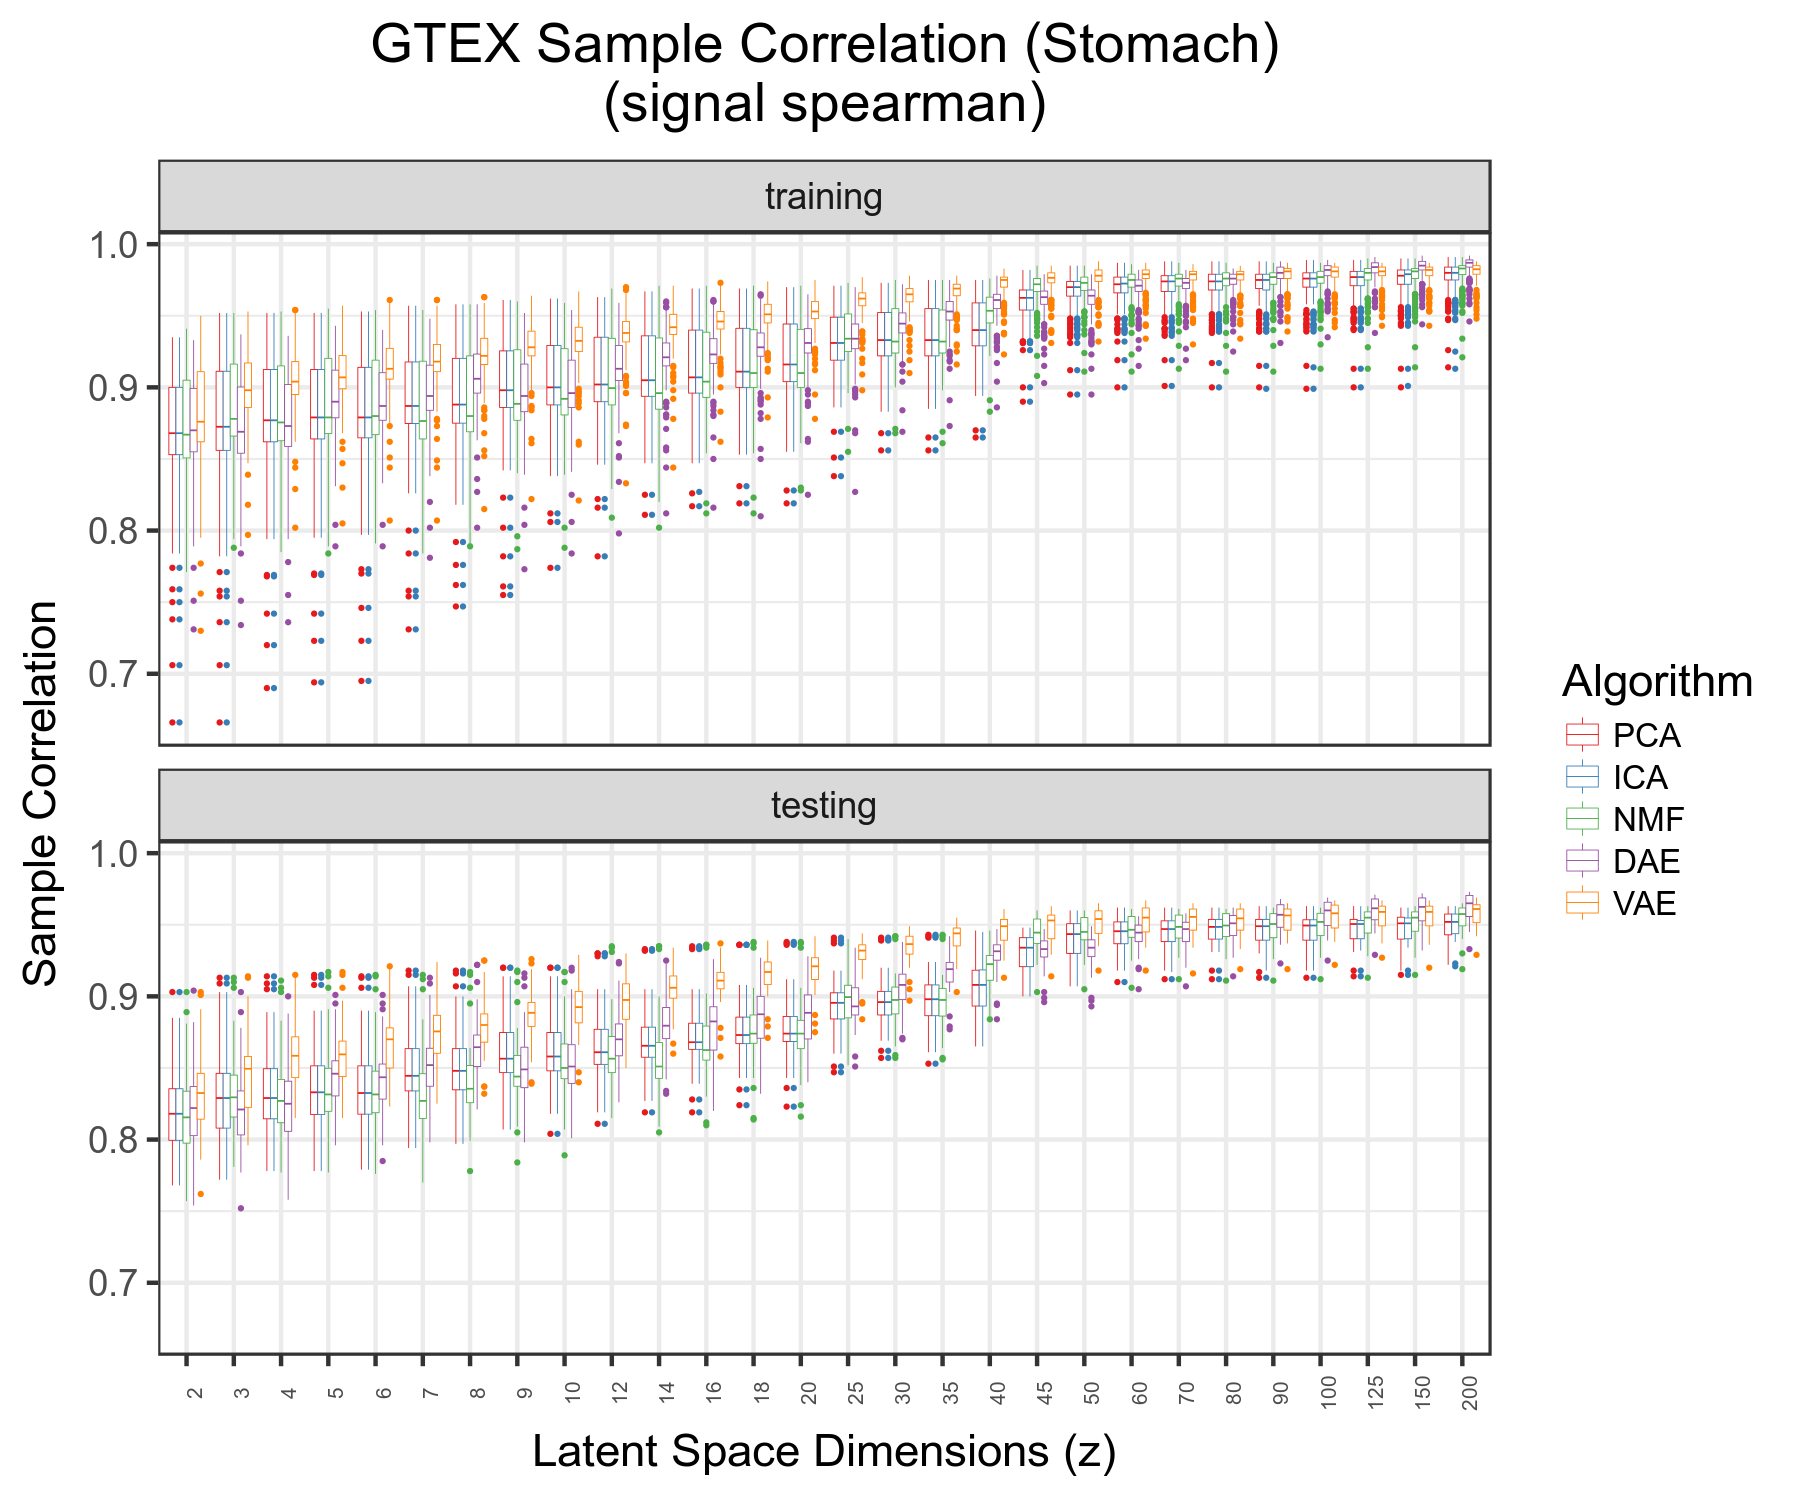 GTEX Sample Correlation (Stomach)
(signal spearman)
training
1.0
0.9
0.8
0.7
Sample Correlation
testing
1.0
0.9
0.8
0.7
2 3 4 5 6 7 8 9 10 12 14 16 18 20 25 30 35 40 45 50 60 70 80 90 100 125 150 200
Latent Space Dimensions (z)
Algorithm
PCA
ICA
NMF
DAE
VAE